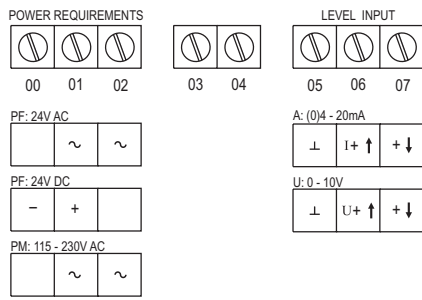 POWER REQUIREMENTS
LEVEL INPUT
00 01 02 03 04 05 06 07
PF: 24V AC
~ ~
A: (0)4 - 20mA
⊥ I+ ↑ + ↓
PF: 24V DC
− +
U: 0 - 10V
⊥ U+ ↑ + ↓
PM: 115 - 230V AC
~ ~